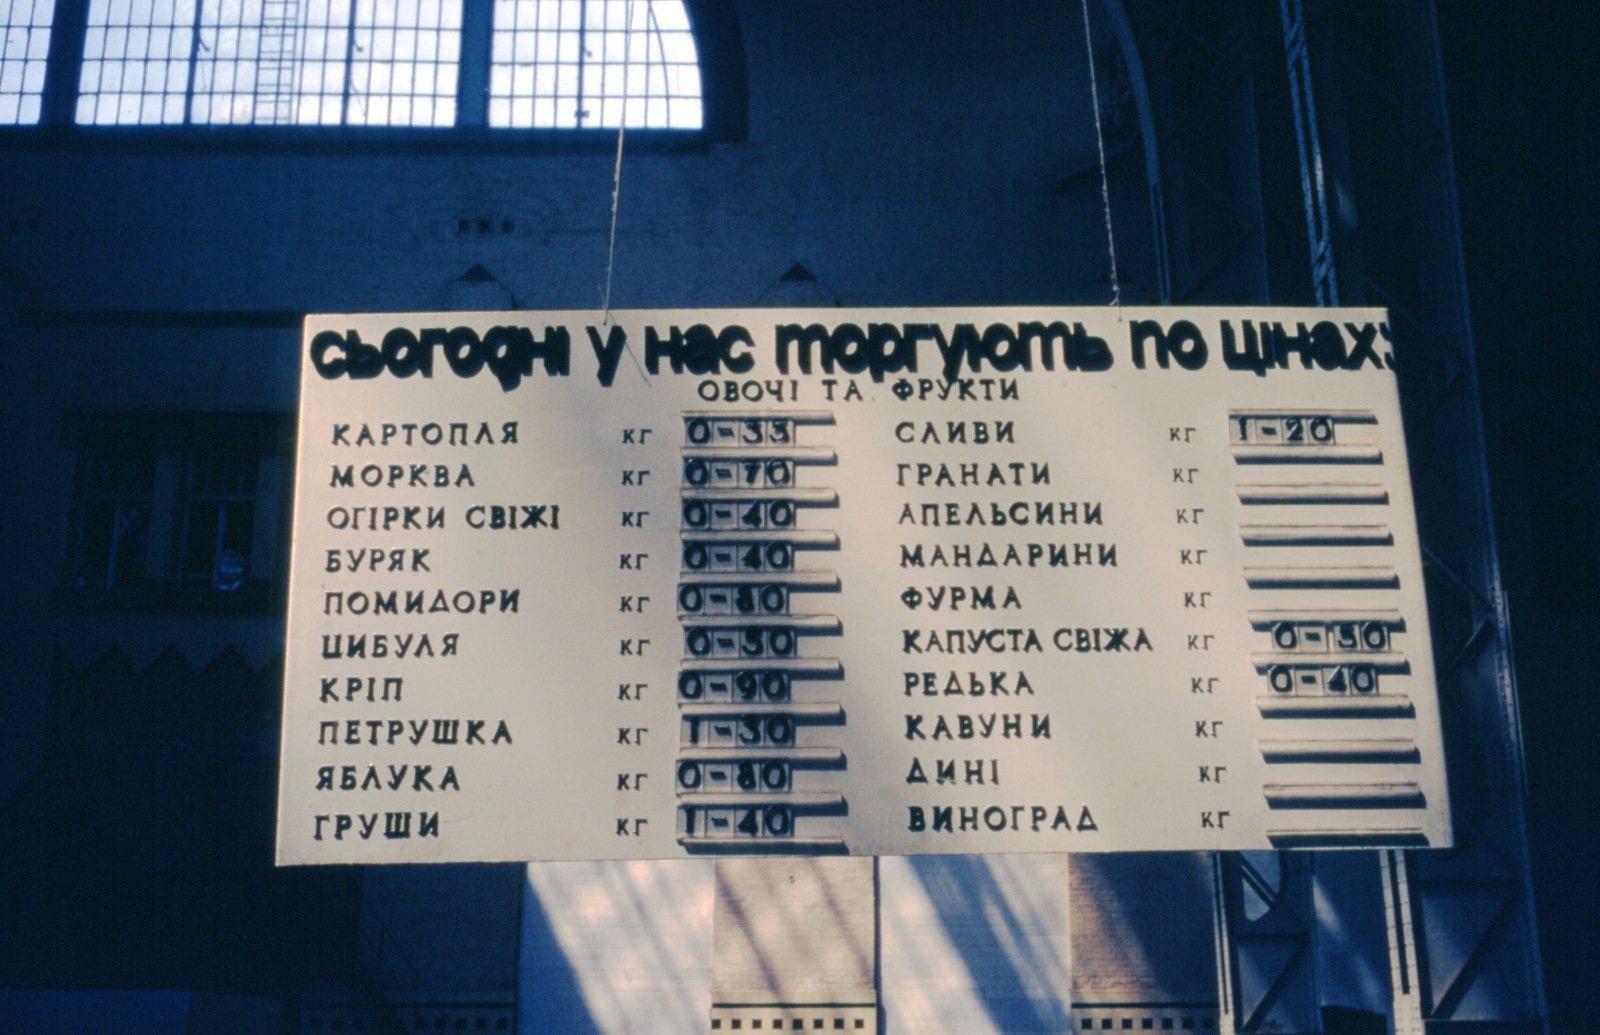 сьогодні у нас торгують по цінах:
ОВОЧІ ТА ФРУКТИ
КАРТОПЛЯ кг 0-33
МОРКВА кг 0-70
ОГІРКИ СВІЖІ кг 0-40
БУРЯК кг 0-40
ПОМИДОРИ кг 0-80
ЦИБУЛЯ кг 0-50
КРІП кг 0-90
ПЕТРУШКА кг 1-30
ЯБЛУКА кг 0-80
ГРУШИ кг 1-40
СЛИВИ кг 1-20
ГРАНАТИ кг
АПЕЛЬСИНИ кг
МАНДАРИНИ кг
ФУРМА кг
КАПУСТА СВІЖА кг 0-30
РЕДЬКА кг 0-40
КАВУНИ кг
ДИНІ кг
ВИНОГРАД кг